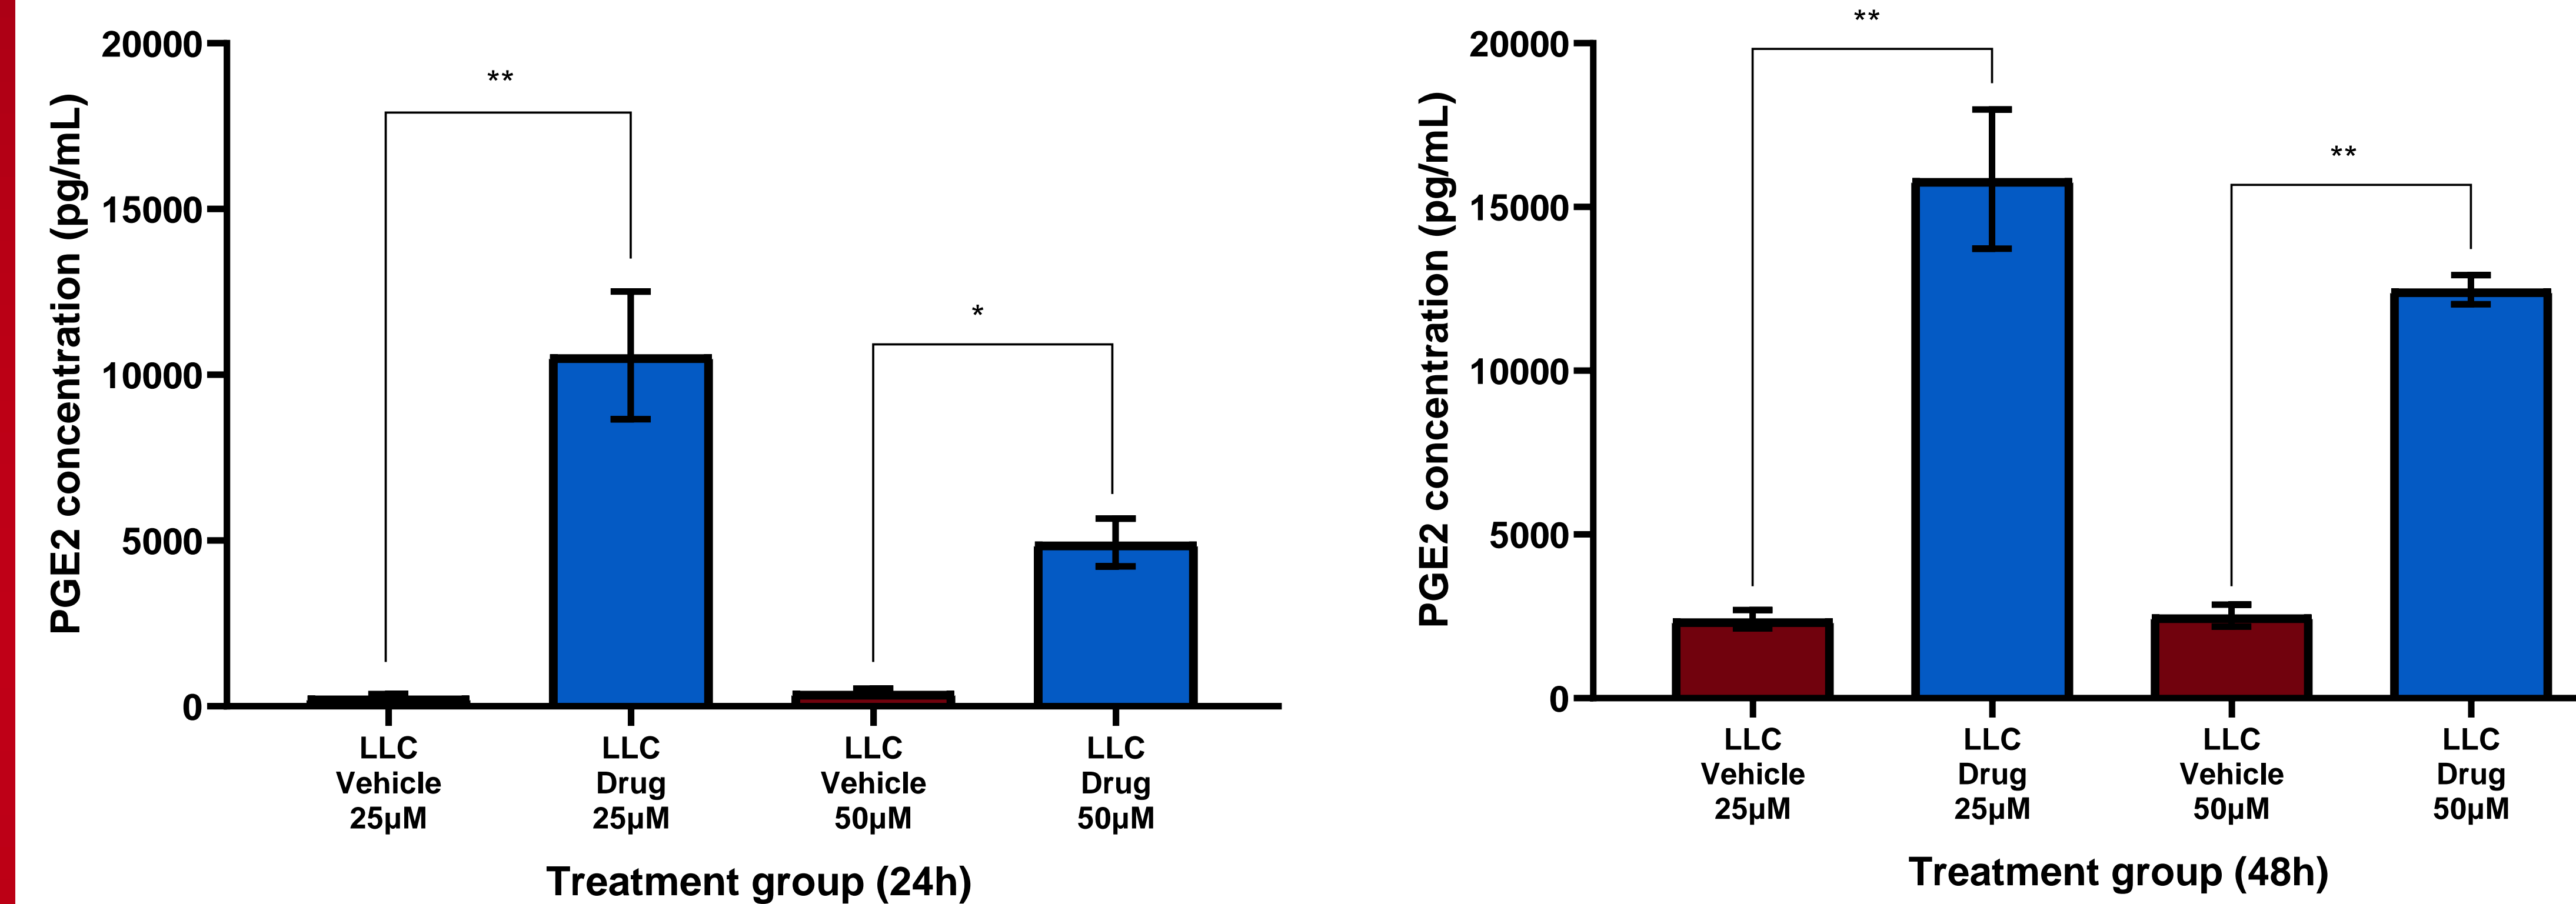 PGE2 concentration (pg/mL)
20000
15000
10000
5000
0
**
*
LLC
Vehicle
25µM
LLC
Drug
25µM
LLC
Vehicle
50µM
LLC
Drug
50µM
Treatment group (24h)
PGE2 concentration (pg/mL)
20000
15000
10000
5000
0
**
**
LLC
Vehicle
25µM
LLC
Drug
25µM
LLC
Vehicle
50µM
LLC
Drug
50µM
Treatment group (48h)